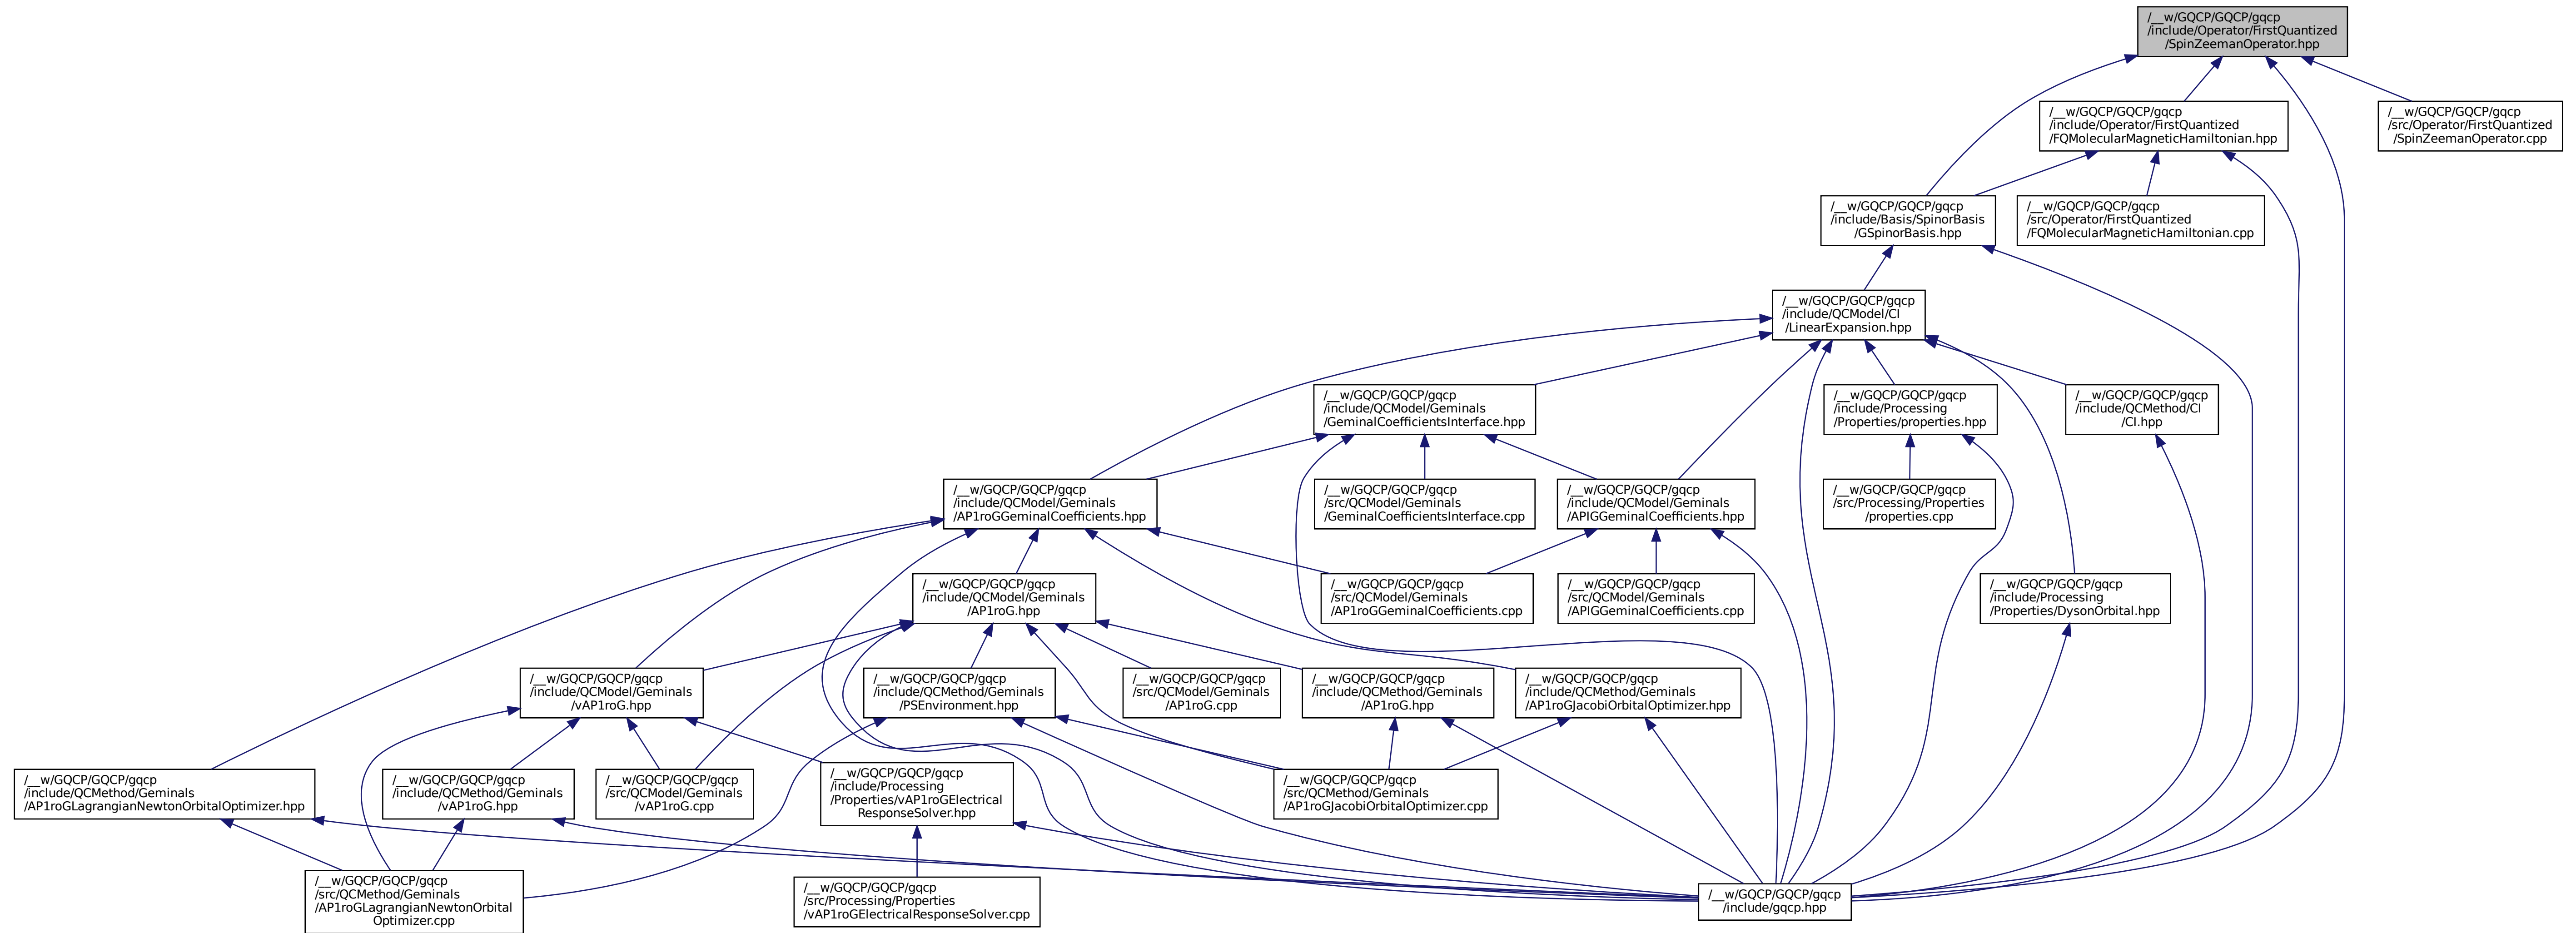 /__w/GQCP/GQCP/gqcp
/include/Operator/FirstQuantized
/SpinZeemanOperator.hpp
/__w/GQCP/GQCP/gqcp
/include/Operator/FirstQuantized
/FQMolecularMagneticHamiltonian.hpp
/__w/GQCP/GQCP/gqcp
/src/Operator/FirstQuantized
/SpinZeemanOperator.cpp
/__w/GQCP/GQCP/gqcp
/include/Basis/SpinorBasis
/GSpinorBasis.hpp
/__w/GQCP/GQCP/gqcp
/src/Operator/FirstQuantized
/FQMolecularMagneticHamiltonian.cpp
/__w/GQCP/GQCP/gqcp
/include/QCModel/CI
/LinearExpansion.hpp
/__w/GQCP/GQCP/gqcp
/include/QCModel/Geminals
/GeminalCoefficientsInterface.hpp
/__w/GQCP/GQCP/gqcp
/include/Processing
/Properties/properties.hpp
/__w/GQCP/GQCP/gqcp
/include/QCMethod/CI
/CI.hpp
/__w/GQCP/GQCP/gqcp
/include/QCModel/Geminals
/AP1roGGeminalCoefficients.hpp
/__w/GQCP/GQCP/gqcp
/src/QCModel/Geminals
/GeminalCoefficientsInterface.cpp
/__w/GQCP/GQCP/gqcp
/include/QCModel/Geminals
/APIGGeminalCoefficients.hpp
/__w/GQCP/GQCP/gqcp
/src/Processing/Properties
/properties.cpp
/__w/GQCP/GQCP/gqcp
/include/QCModel/Geminals
/AP1roG.hpp
/__w/GQCP/GQCP/gqcp
/src/QCModel/Geminals
/AP1roGGeminalCoefficients.cpp
/__w/GQCP/GQCP/gqcp
/src/QCModel/Geminals
/APIGGeminalCoefficients.cpp
/__w/GQCP/GQCP/gqcp
/include/Processing
/Properties/DysonOrbital.hpp
/__w/GQCP/GQCP/gqcp
/include/QCModel/Geminals
/vAP1roG.hpp
/__w/GQCP/GQCP/gqcp
/include/QCMethod/Geminals
/PSEnvironment.hpp
/__w/GQCP/GQCP/gqcp
/src/QCModel/Geminals
/AP1roG.cpp
/__w/GQCP/GQCP/gqcp
/include/QCMethod/Geminals
/AP1roG.hpp
/__w/GQCP/GQCP/gqcp
/include/QCMethod/Geminals
/AP1roGJacobiOrbitalOptimizer.hpp
/__w/GQCP/GQCP/gqcp
/include/QCMethod/Geminals
/AP1roGLagrangianNewtonOrbitalOptimizer.hpp
/__w/GQCP/GQCP/gqcp
/include/QCMethod/Geminals
/vAP1roG.hpp
/__w/GQCP/GQCP/gqcp
/src/QCModel/Geminals
/vAP1roG.cpp
/__w/GQCP/GQCP/gqcp
/include/Processing
/Properties/vAP1roGElectrical
ResponseSolver.hpp
/__w/GQCP/GQCP/gqcp
/src/QCMethod/Geminals
/AP1roGJacobiOrbitalOptimizer.cpp
/__w/GQCP/GQCP/gqcp
/src/QCMethod/Geminals
/AP1roGLagrangianNewtonOrbital
Optimizer.cpp
/__w/GQCP/GQCP/gqcp
/src/Processing/Properties
/vAP1roGElectricalResponseSolver.cpp
/__w/GQCP/GQCP/gqcp
/include/gqcp.hpp